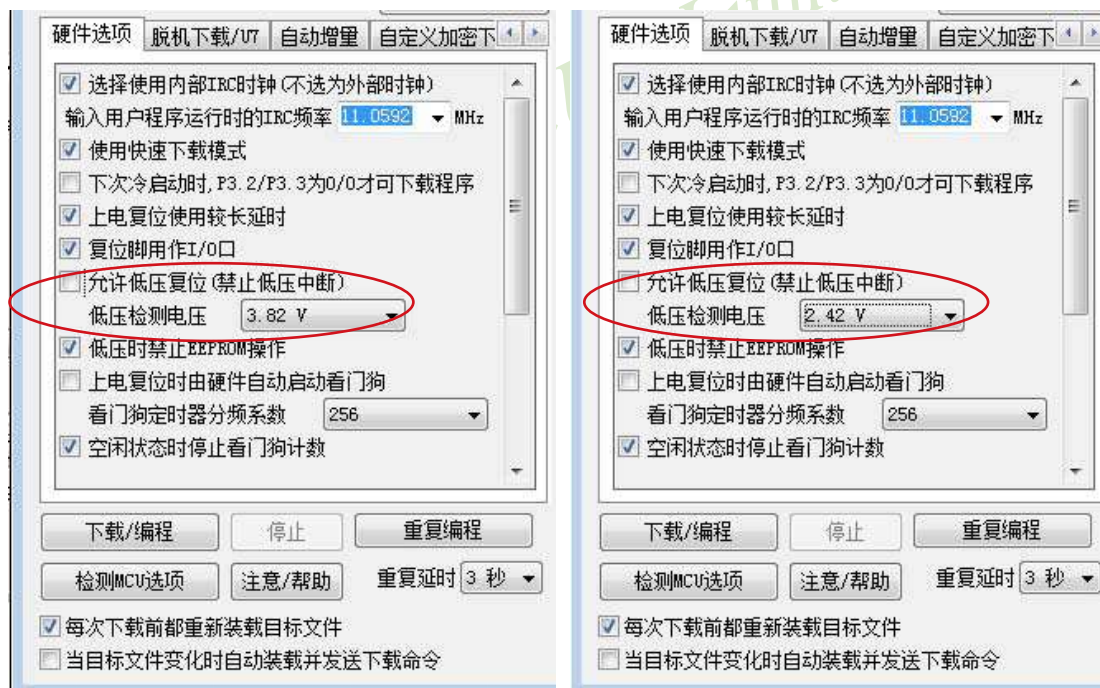 硬件选项 脱机下载/U7 自动增量 自定义加密下
选择使用内部IRC时钟(不选为外部时钟)
输入用户程序运行时的IRC频率 11.0592 MHz
使用快速下载模式
下次冷启动时,P3.2/P3.3为0/0才可下载程序
上电复位使用较长延时
复位脚用作I/O口
允许低压复位(禁止低压中断)
低压检测电压 3.82 V
低压时禁止EEPROM操作
上电复位时由硬件自动启动看门狗
看门狗定时器分频系数 256
空闲状态时停止看门狗计数
下载/编程 停止 重复编程
检测MCU选项 注意/帮助 重复延时 3 秒
每次下载前都重新装载目标文件
当目标文件变化时自动装载并发送下载命令
硬件选项 脱机下载/U7 自动增量 自定义加密下
选择使用内部IRC时钟(不选为外部时钟)
输入用户程序运行时的IRC频率 11.0592 MHz
使用快速下载模式
下次冷启动时,P3.2/P3.3为0/0才可下载程序
上电复位使用较长延时
复位脚用作I/O口
允许低压复位(禁止低压中断)
低压检测电压 2.42 V
低压时禁止EEPROM操作
上电复位时由硬件自动启动看门狗
看门狗定时器分频系数 256
空闲状态时停止看门狗计数
下载/编程 停止 重复编程
检测MCU选项 注意/帮助 重复延时 3 秒
每次下载前都重新装载目标文件
当目标文件变化时自动装载并发送下载命令